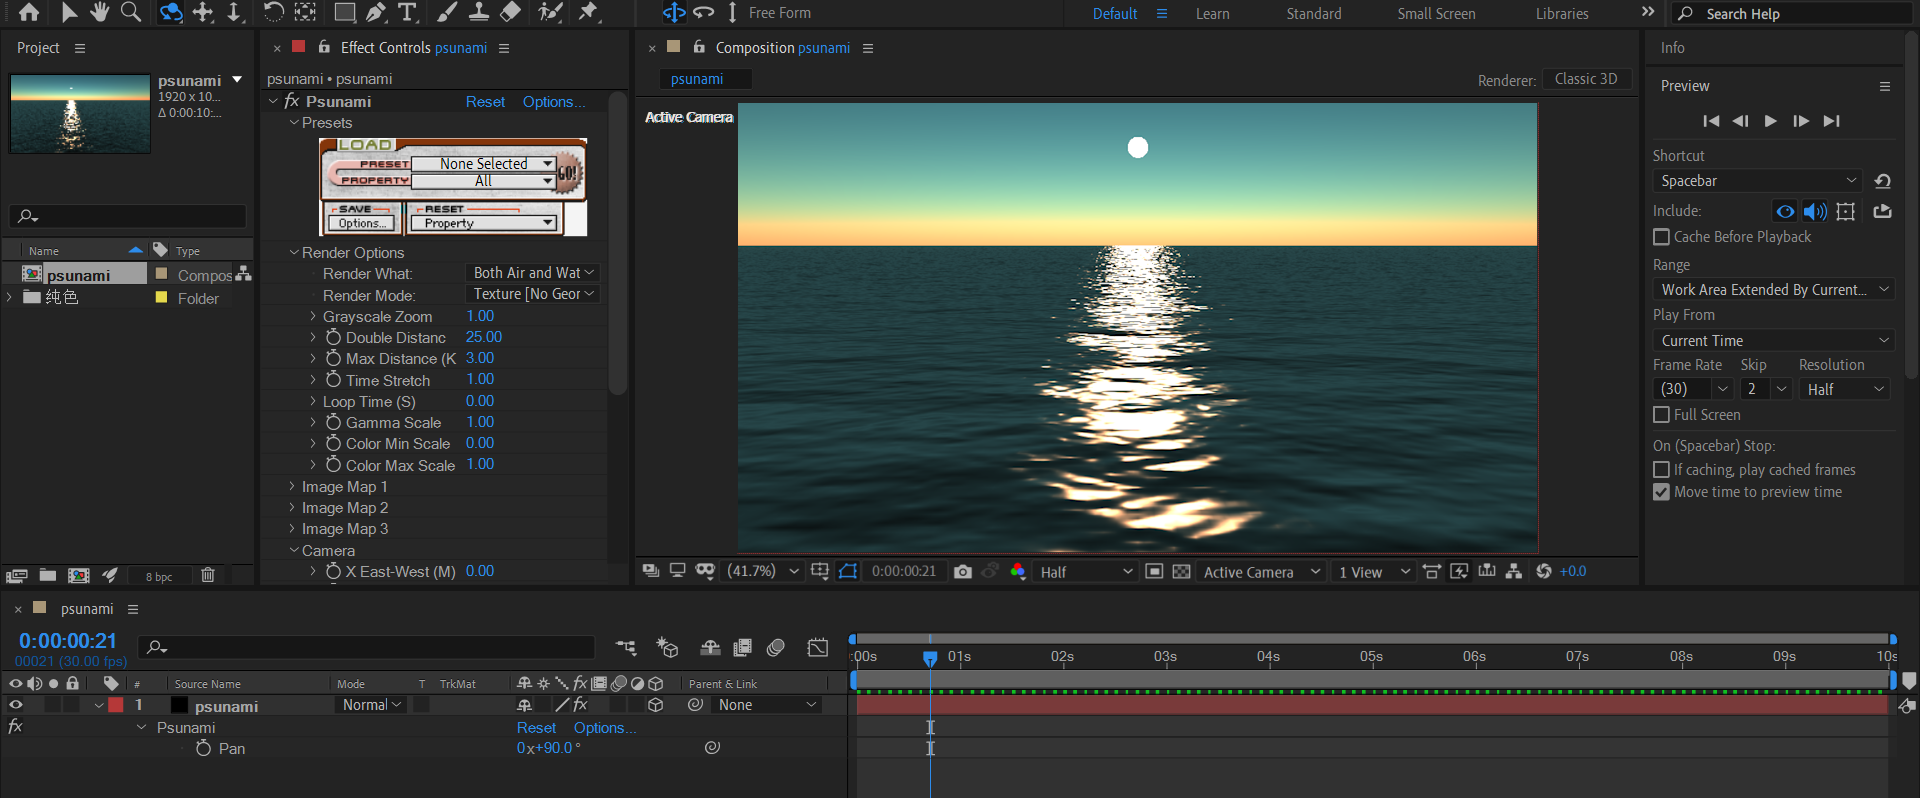 Free Form
Default
Learn
Standard
Small Screen
Libraries
Search Help
Project
psunami
1920 x 10...
Δ 0:00:10:...
Name
Type
psunami
Compos
纯色
Folder
8 bpc
Effect Controls psunami
psunami • psunami
Psunami
Reset
Options...
Presets
LOAD
PRESET
None Selected
PROPERTY
All
GO!
SAVE
Options...
RESET
Property
Render Options
Render What:
Both Air and Wat
Render Mode:
Texture [No Geor
Grayscale Zoom
1.00
Double Distanc
25.00
Max Distance (K
3.00
Time Stretch
1.00
Loop Time (S)
0.00
Gamma Scale
1.00
Color Min Scale
0.00
Color Max Scale
1.00
Image Map 1
Image Map 2
Image Map 3
Camera
X East-West (M)
0.00
Composition psunami
psunami
Renderer:
Classic 3D
Active Camera
(41.7%)
0:00:00:21
Half
Active Camera
1 View
+0.0
Info
Preview
Shortcut
Spacebar
Include:
Cache Before Playback
Range
Work Area Extended By Current...
Play From
Current Time
Frame Rate
Skip
Resolution
(30)
2
Half
Full Screen
On (Spacebar) Stop:
If caching, play cached frames
Move time to preview time
psunami
0:00:00:21
00021 (30.00 fps)
:00s
01s
02s
03s
04s
05s
06s
07s
08s
09s
10s
#
Source Name
Mode
T
TrkMat
Parent & Link
1
psunami
Normal
None
fx
Psunami
Reset
Options...
Pan
0x+90.0°